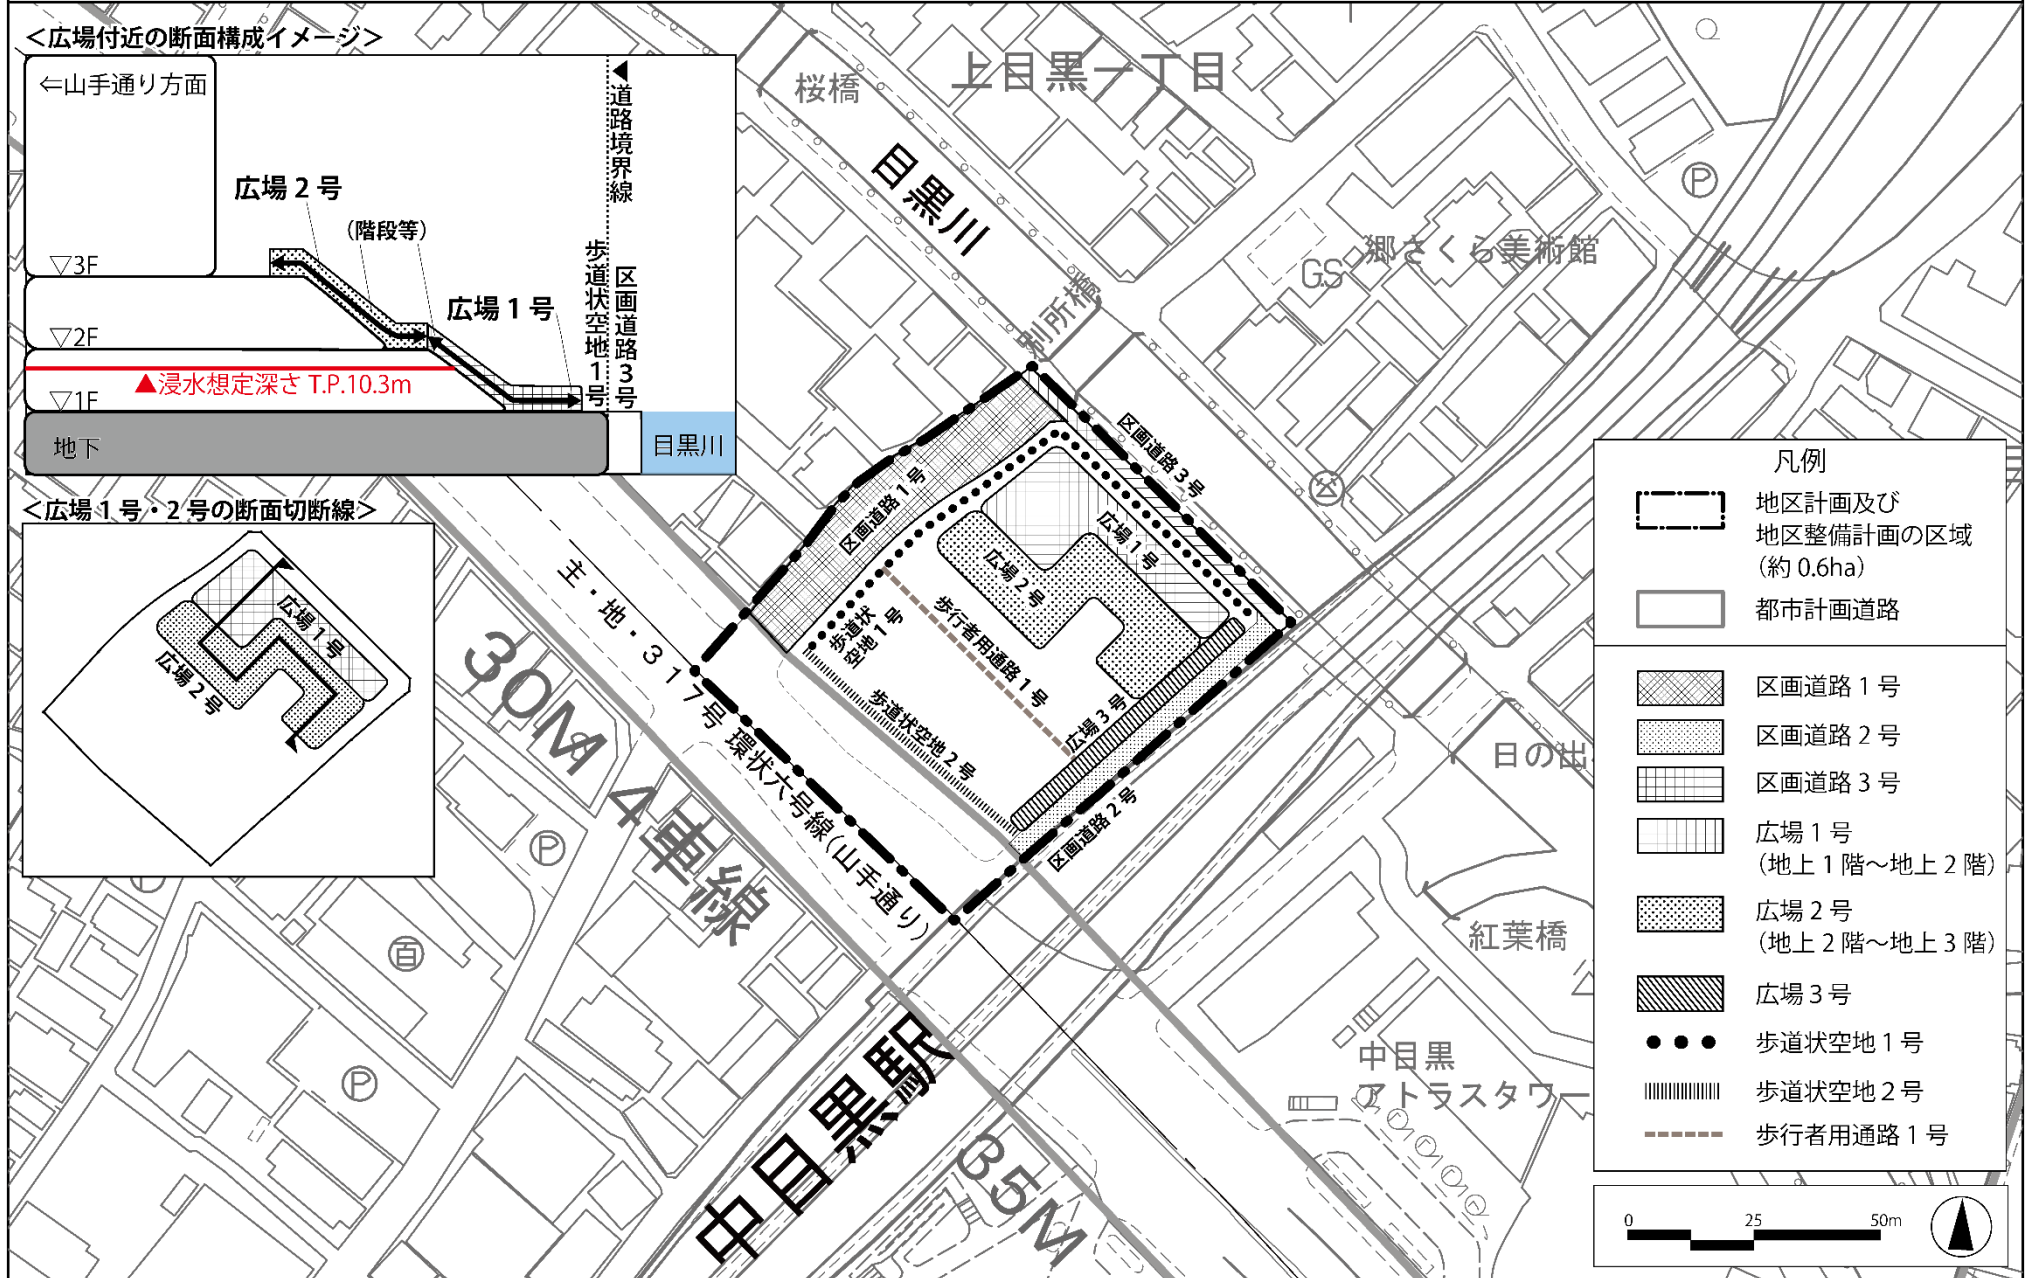 ＜広場付近の断面構成イメージ＞
⇐山手通り方面
広場２号
（階段等）
広場１号
▽3F
▽2F
▽1F
▲浸水想定深さ T.P.10.3m
地下
目黒川
◀道路境界線
歩道状空地１号
区画道路３号
＜広場１号・２号の断面切断線＞
広場１号
広場２号
上目黒一丁目
桜橋
目黒川
別所橋
郷さくら美術館
GS
P
区画道路３号
区画道路１号
広場１号
広場２号
歩道状
空地１号
歩行者用通路１号
歩道状空地２号
広場３号
区画道路２号
主・地・３１７号 環状六号線(山手通り)
30M 4車線
日の出
紅葉橋
中目黒
アトラスタワー
中目黒駅
35M
P
百
P
凡例
地区計画及び
地区整備計画の区域
（約 0.6ha）
都市計画道路
区画道路１号
区画道路２号
区画道路３号
広場１号
（地上１階～地上２階）
広場２号
（地上２階～地上３階）
広場３号
歩道状空地１号
歩道状空地２号
歩行者用通路１号
0 25 50m